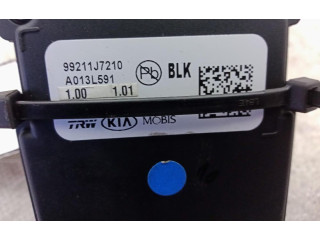 99211J7210
A013L591
Pb
BLK
1.00 1.01
TRW KIA MOBIS